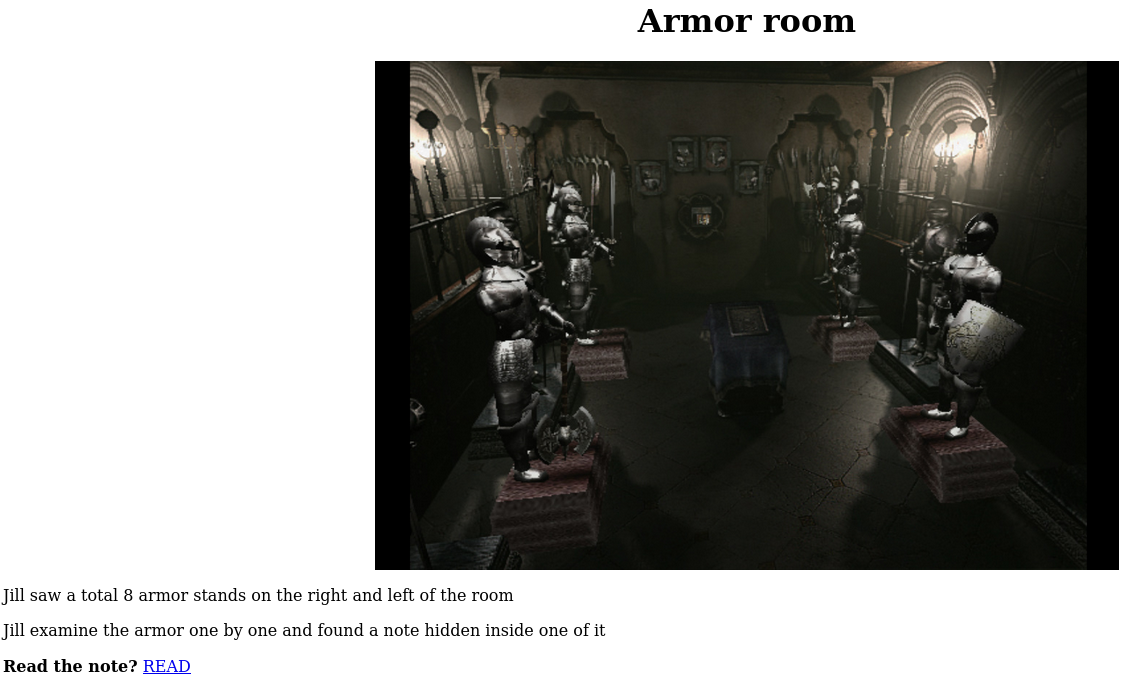 Armor room
Jill saw a total 8 armor stands on the right and left of the room
Jill examine the armor one by one and found a note hidden inside one of it
Read the note? READ